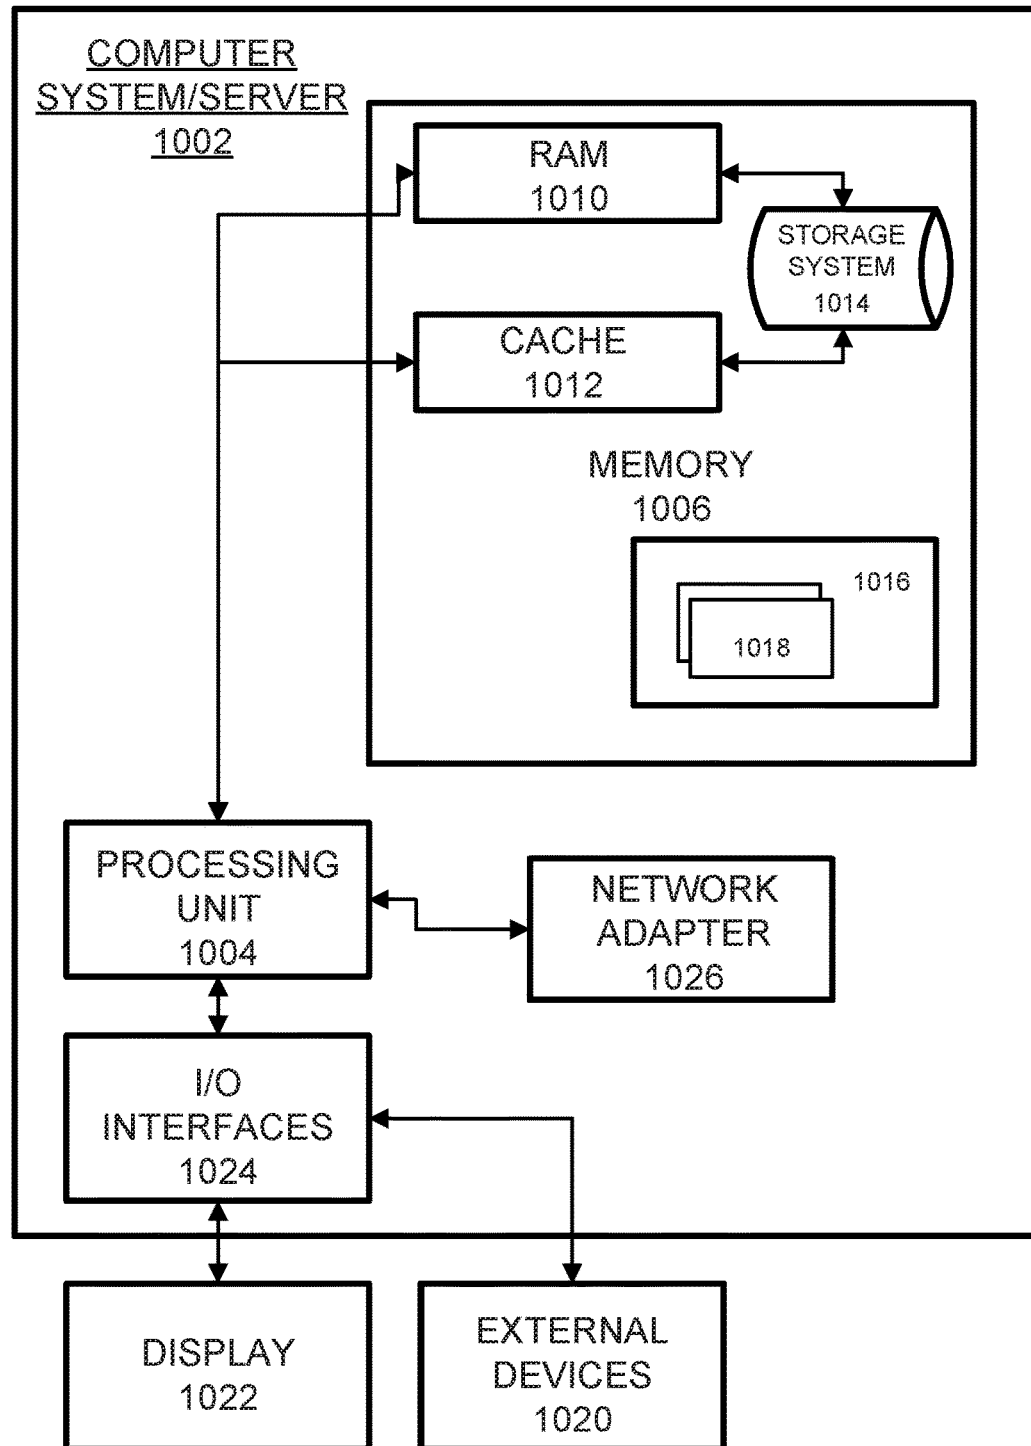 COMPUTER
SYSTEM/SERVER
1002
RAM
1010
STORAGE
SYSTEM
1014
CACHE
1012
MEMORY
1006
1016
1018
PROCESSING
UNIT
1004
NETWORK
ADAPTER
1026
I/O
INTERFACES
1024
DISPLAY
1022
EXTERNAL
DEVICES
1020